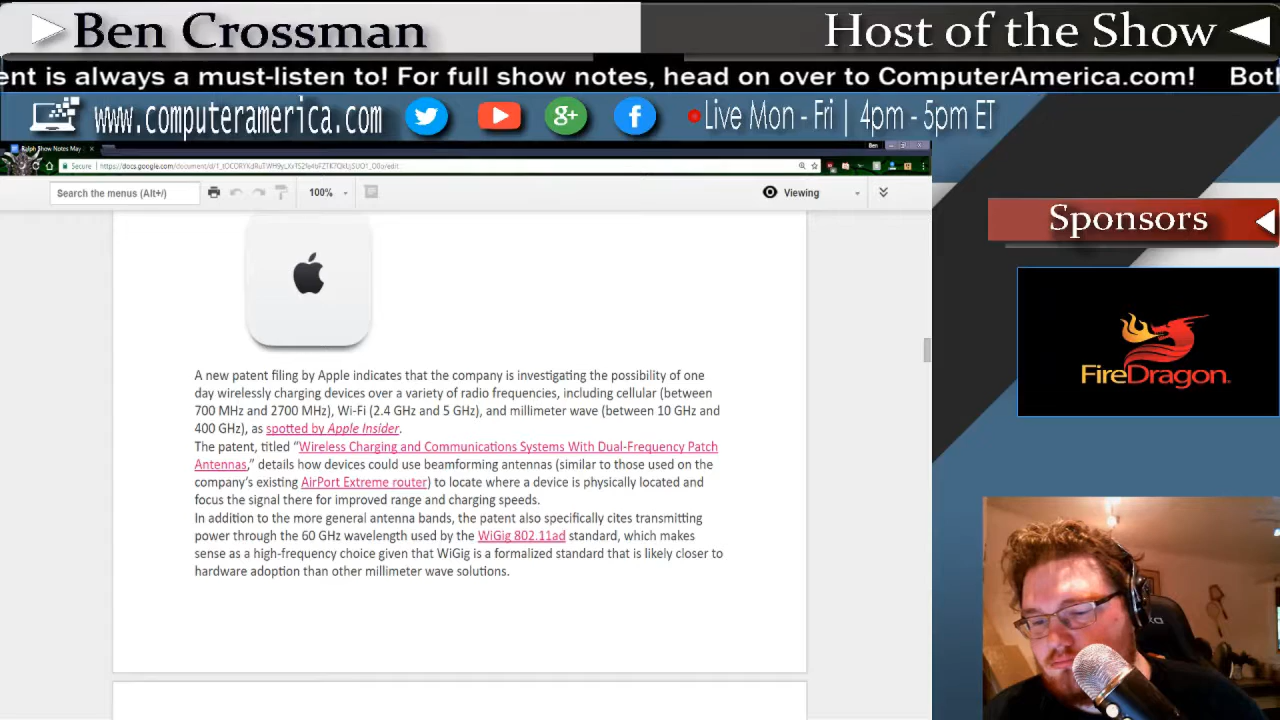 Ben Crossman
Host of the Show
ent is always a must-listen to! For full show notes, head on over to ComputerAmerica.com! Bot
www.computeramerica.com
Live Mon - Fri | 4pm - 5pm ET
Ralph Show Notes May
Ben
Secure
Search the menus (Alt+/)
100%
Viewing
Sponsors
FireDragon
A new patent filing by Apple indicates that the company is investigating the possibility of one
day wirelessly charging devices over a variety of radio frequencies, including cellular (between
700 MHz and 2700 MHz), Wi-Fi (2.4 GHz and 5 GHz), and millimeter wave (between 10 GHz and
400 GHz), as spotted by Apple Insider.
The patent, titled “Wireless Charging and Communications Systems With Dual-Frequency Patch
Antennas,” details how devices could use beamforming antennas (similar to those used on the
company’s existing AirPort Extreme router) to locate where a device is physically located and
focus the signal there for improved range and charging speeds.
In addition to the more general antenna bands, the patent also specifically cites transmitting
power through the 60 GHz wavelength used by the WiGig 802.11ad standard, which makes
sense as a high-frequency choice given that WiGig is a formalized standard that is likely closer to
hardware adoption than other millimeter wave solutions.